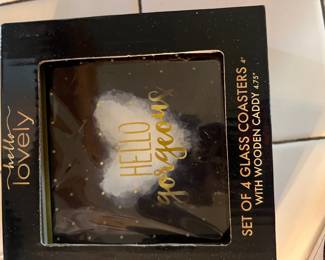 hello
lovely
HELLO
gorgeous
SET OF 4 GLASS COASTERS 4"
WITH WOODEN CADDY 4.75"